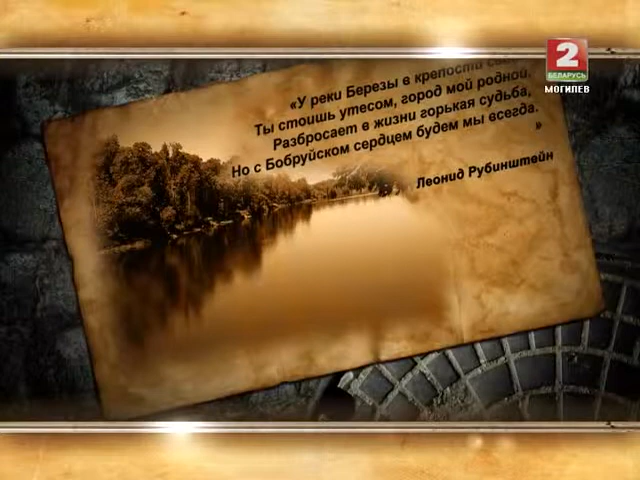 2
БЕЛАРУСЬ
МОГИЛЕВ
«У реки Березы в крепости
Ты стоишь утесом, город мой родной,
Разбросает в жизни горькая судьба,
Но с Бобруйском сердцем будем мы всегда.
»
Леонид Рубинштейн